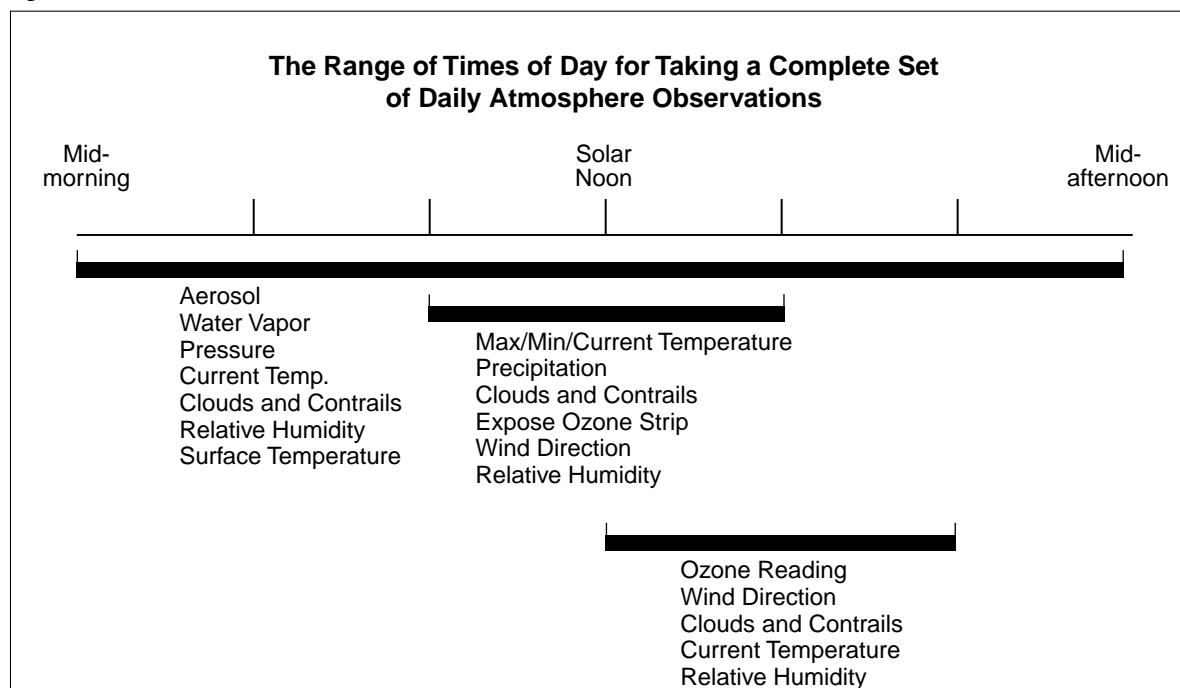 The Range of Times of Day for Taking a Complete Set
of Daily Atmosphere Observations
Mid-
morning
Solar
Noon
Mid-
afternoon
Aerosol
Water Vapor
Pressure
Current Temp.
Clouds and Contrails
Relative Humidity
Surface Temperature
Max/Min/Current Temperature
Precipitation
Clouds and Contrails
Expose Ozone Strip
Wind Direction
Relative Humidity
Ozone Reading
Wind Direction
Clouds and Contrails
Current Temperature
Relative Humidity